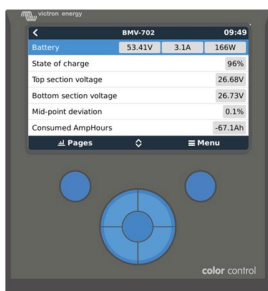 victron energy
BMV-702 09:49
Battery 53.41V 3.1A 166W
State of charge 96%
Top section voltage 26.68V
Bottom section voltage 26.73V
Mid-point deviation 0.1%
Consumed AmpHours -67.1Ah
Pages Menu
color control